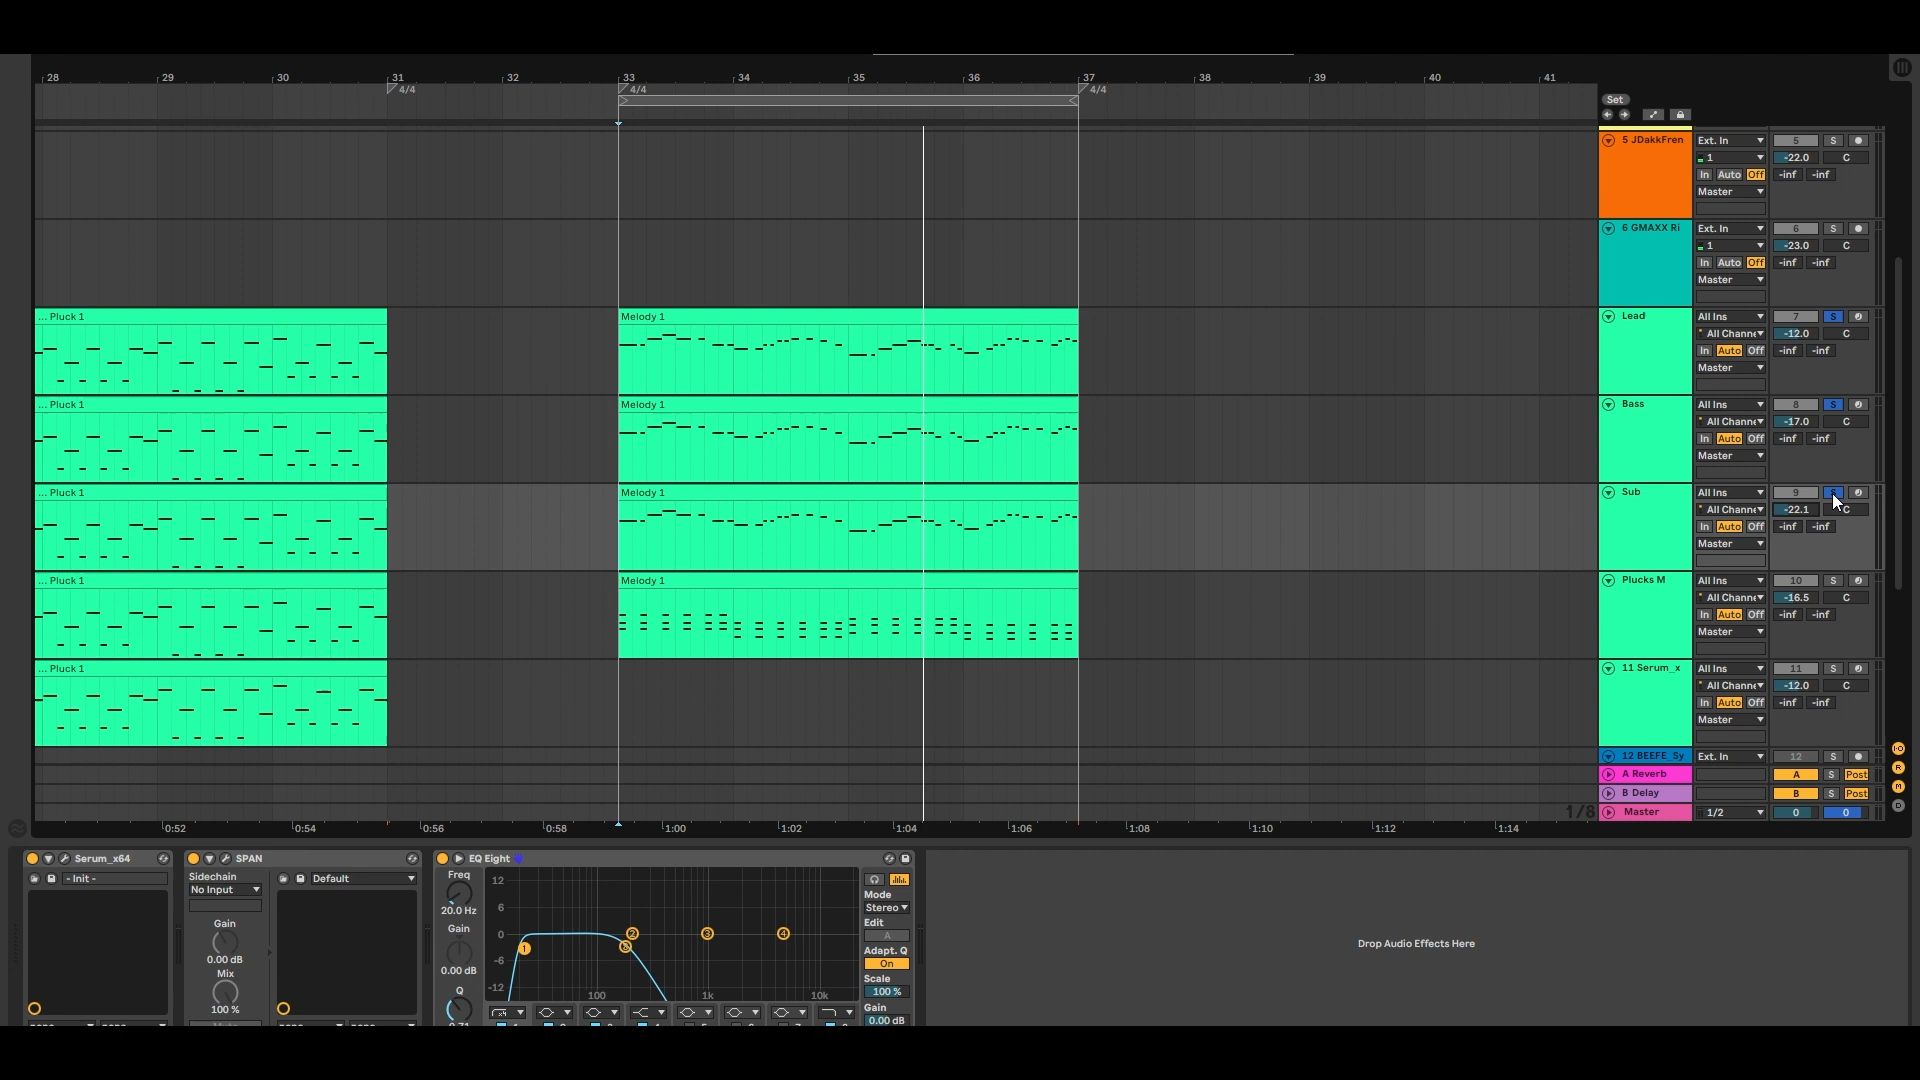 28 29 30 31 32 33 34 35 36 37 38 39 40 41
4/4 4/4 4/4
Set
5 JDakkFren Ext. In 5 S
1 -22.0 C
In Auto Off -inf -inf
Master
6 GMAXX Ri Ext. In 6 S
1 -23.0 C
In Auto Off -inf -inf
Master
... Pluck 1 Melody 1 Lead All Ins 7 S
All Channe -12.0 C
In Auto Off -inf -inf
Master
... Pluck 1 Melody 1 Bass All Ins 8 S
All Channe -17.0 C
In Auto Off -inf -inf
Master
... Pluck 1 Melody 1 Sub All Ins 9 S
All Channe -22.1 C
In Auto Off -inf -inf
Master
... Pluck 1 Melody 1 Plucks M All Ins 10 S
All Channe -16.5 C
In Auto Off -inf -inf
Master
... Pluck 1 11 Serum_x All Ins 11 S
All Channe -12.0 C
In Auto Off -inf -inf
Master
12 BEEFE_Sy Ext. In 12 S
A Reverb A S Post
B Delay B S Post
1/8 Master 1/2 0 0
I·O
R
M
D
0:52 0:54 0:56 0:58 1:00 1:02 1:04 1:06 1:08 1:10 1:12 1:14
Serum_x64
- Init -
SPAN
Sidechain
No Input
Default
Gain
0.00 dB
Mix
100 %
EQ Eight
Freq
20.0 Hz
Gain
0.00 dB
Q
0.71
12
6
0
-6
-12
1 2 8 3 4
100 1k 10k
Mode
Stereo
Edit
A
Adapt. Q
On
Scale
100 %
Gain
0.00 dB
Drop Audio Effects Here